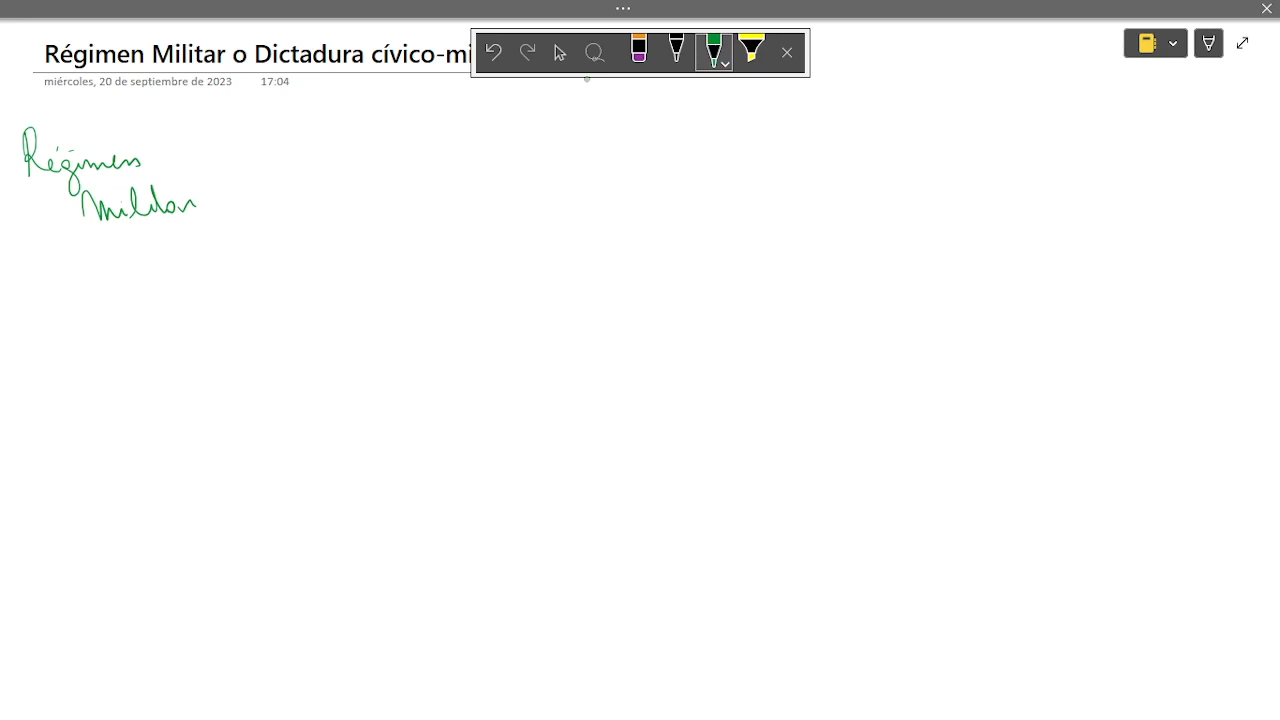 Régimen Militar o Dictadura cívico-mi
miércoles, 20 de septiembre de 2023 17:04
Régimen
Militar